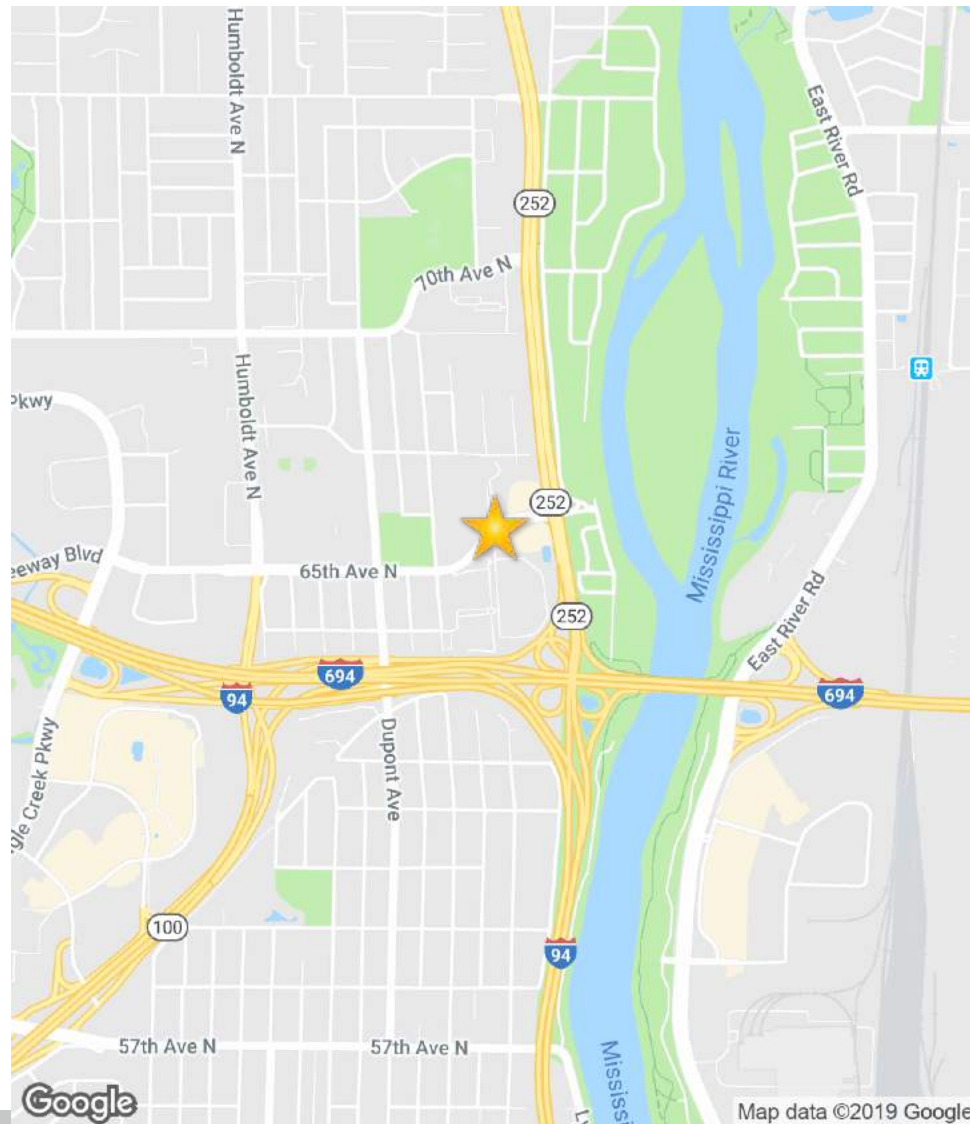 Humboldt Ave N
East River Rd
252
70th Ave N
Humboldt Ave N
Pkwy
Mississippi River
252
eeway Blvd
65th Ave N
252
East River Rd
694
94
694
Dupont Ave
gle Creek Pkwy
100
94
57th Ave N
57th Ave N
Mississi
Ly
Google
Map data ©2019 Google